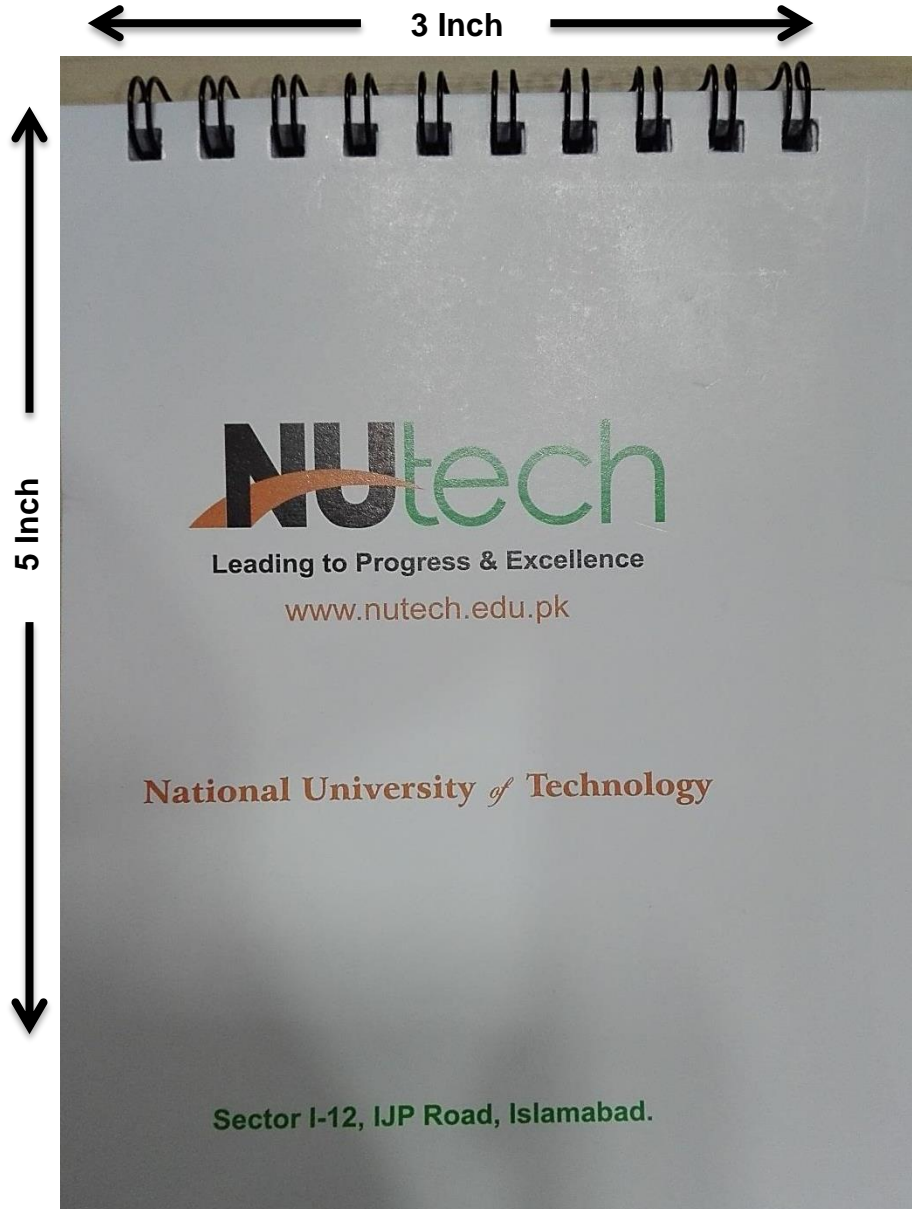 3 Inch
5 Inch
NUtech
Leading to Progress & Excellence
www.nutech.edu.pk
National University of Technology
Sector I-12, IJP Road, Islamabad.